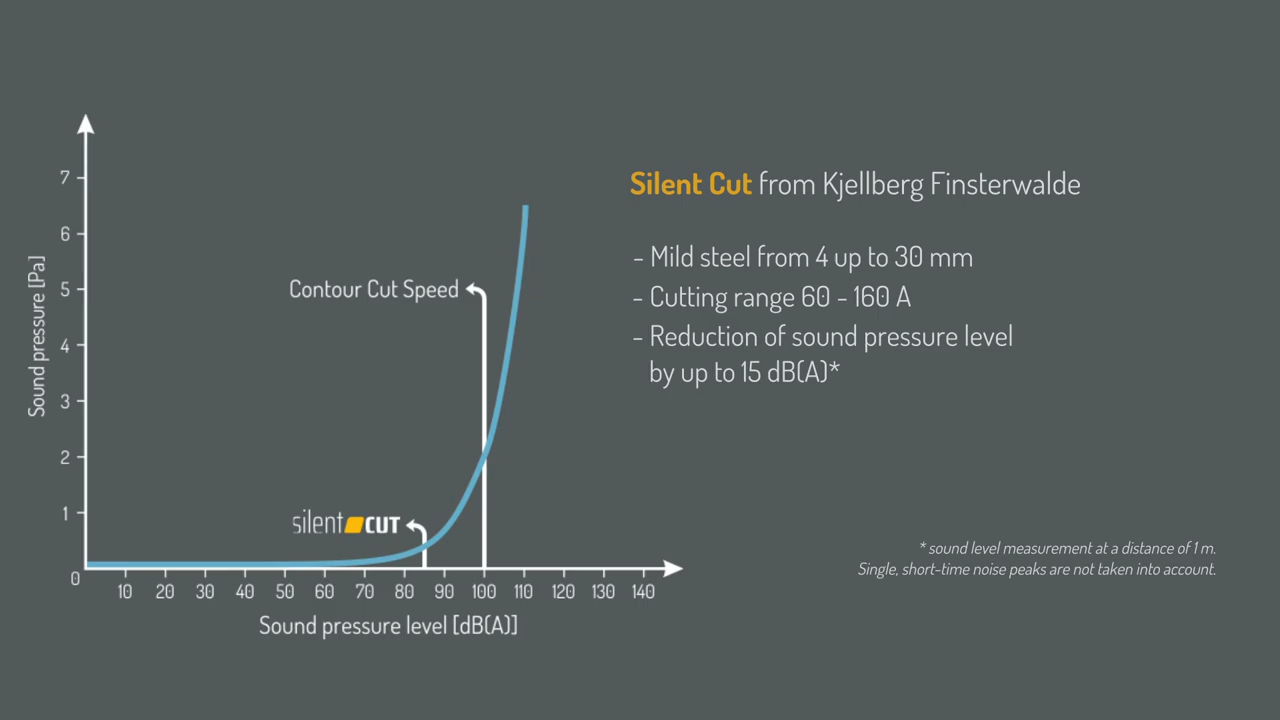 Silent Cut from Kjellberg Finsterwalde
- Mild steel from 4 up to 30 mm
- Cutting range 60 - 160 A
- Reduction of sound pressure level
by up to 15 dB(A)*
Sound pressure [Pa]
7
6
5
4
3
2
1
0
Contour Cut Speed
silent CUT
10 20 30 40 50 60 70 80 90 100 110 120 130 140
Sound pressure level [dB(A)]
* sound level measurement at a distance of 1 m.
Single, short-time noise peaks are not taken into account.